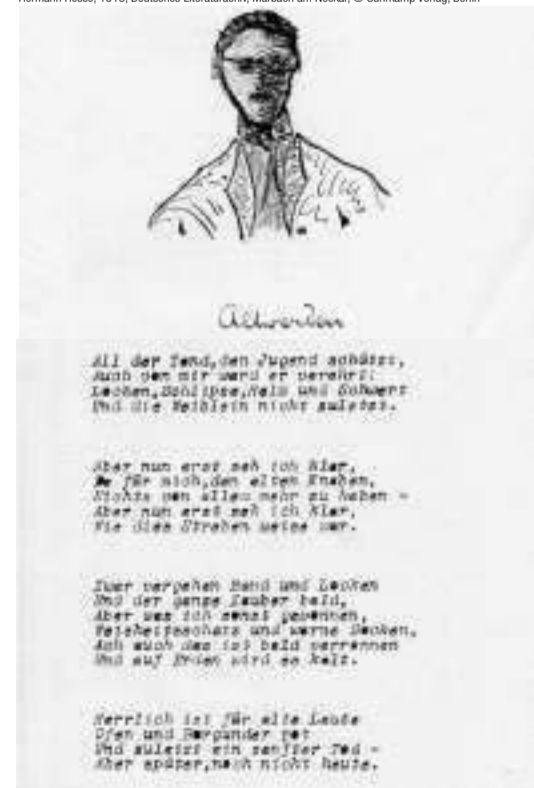 Hermann Hesse, 1918, Deutsches Literaturarchiv, Marbach am Neckar, © Suhrkamp Verlag, Berlin
Altwerden
All der Tand, den Jugend schätzt,
Auch von mir ward er verehrt:
Locken, Schlipse, Helm und Schwert
Und die Weiblein nicht zuletzt.
Aber nun erst seh ich klar,
für mich, den alten Knaben,
Nichts von allem mehr zu haben -
Aber nun erst seh ich klar,
Wie dies Streben weise war.
Zwar vergehen Band und Locken
Und der ganze Zauber bald,
Aber was ich sonst gewonnen,
Weisheitsschatz und warme Socken,
Ach auch das ist bald zerronnen
Und auf Erden wird es kalt.
Herrlich ist für alte Leute
Ofen und Burgunder rot
Und zuletzt ein sanfter Tod -
Aber später, noch nicht heute.